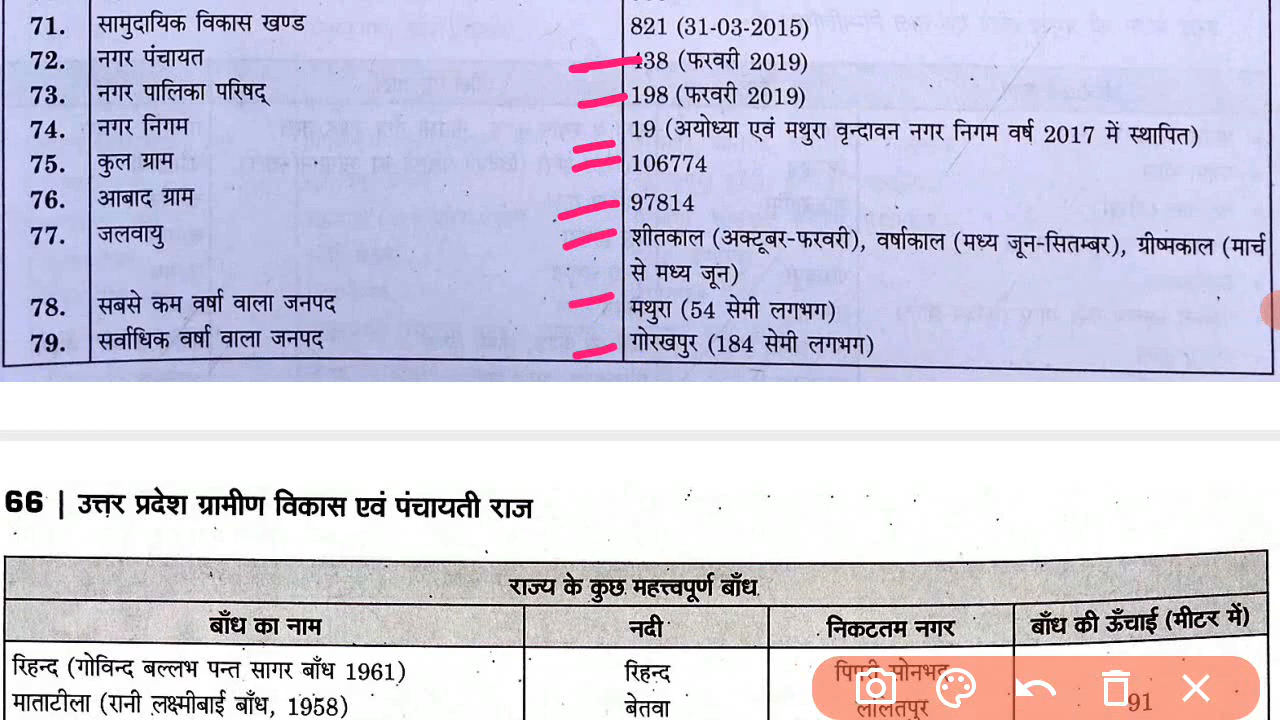 71. सामुदायिक विकास खण्ड 821 (31-03-2015)
72. नगर पंचायत 438 (फरवरी 2019)
73. नगर पालिका परिषद् 198 (फरवरी 2019)
74. नगर निगम 19 (अयोध्या एवं मथुरा वृन्दावन नगर निगम वर्ष 2017 में स्थापित)
75. कुल ग्राम 106774
76. आबाद ग्राम 97814
77. जलवायु शीतकाल (अक्टूबर-फरवरी), वर्षाकाल (मध्य जून-सितम्बर), ग्रीष्मकाल (मार्च
से मध्य जून)
78. सबसे कम वर्षा वाला जनपद मथुरा (54 सेमी लगभग)
79. सर्वाधिक वर्षा वाला जनपद गोरखपुर (184 सेमी लगभग)
66 | उत्तर प्रदेश ग्रामीण विकास एवं पंचायती राज
राज्य के कुछ महत्त्वपूर्ण बाँध
बाँध का नाम नदी निकटतम नगर बाँध की ऊँचाई (मीटर में)
रिहन्द (गोविन्द बल्लभ पन्त सागर बाँध 1961) रिहन्द पिपरी सोनभद्र
माताटीला (रानी लक्ष्मीबाई बाँध, 1958) बेतवा ललितपुर 91